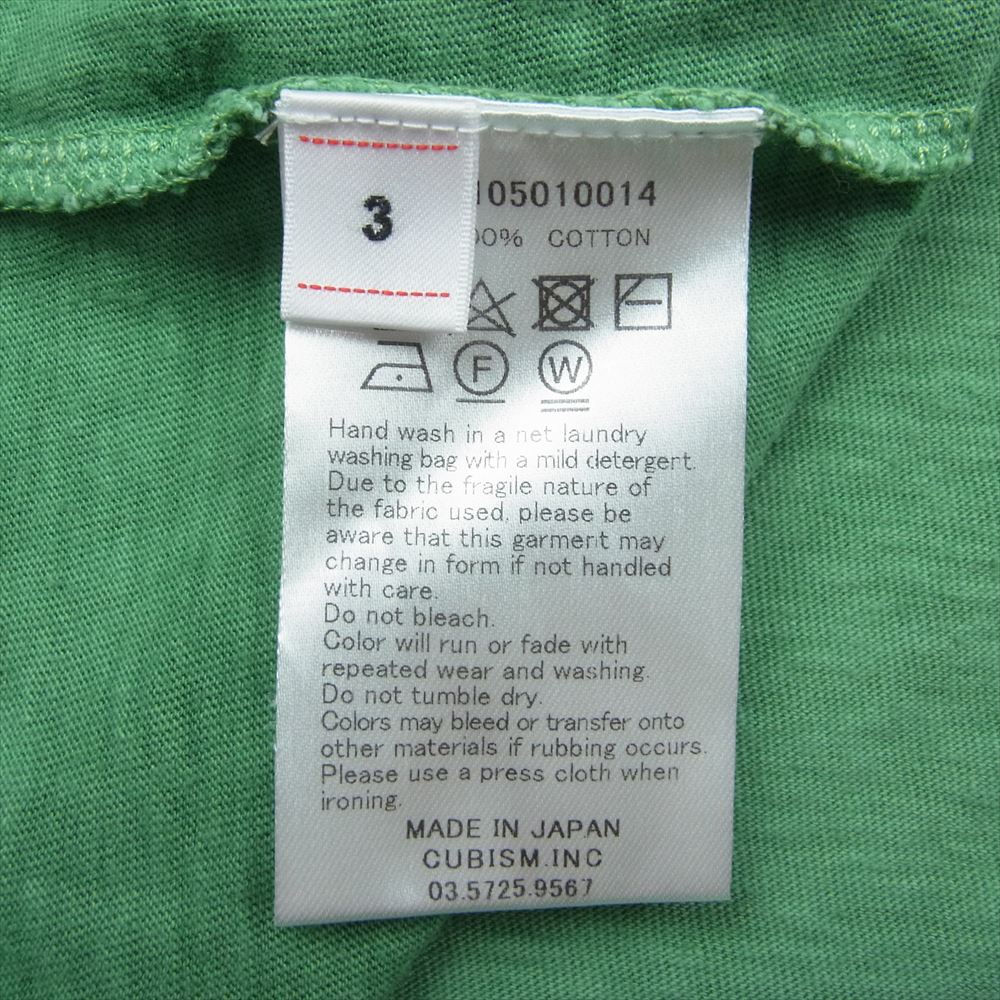 3
105010014
00% COTTON
F
W
Hand wash in a net laundry
washing bag with a mild detergert.
Due to the fragile nature of
the fabric used, please be
aware that this garment may
change in form if not handled
with care.
Do not bleach.
Color will run or fade with
repeated wear and washing.
Do not tumble dry.
Colors may bleed or transfer onto
other materials if rubbing occurs.
Please use a press cloth when
ironing.
MADE IN JAPAN
CUBISM.INC
03.5725.9567